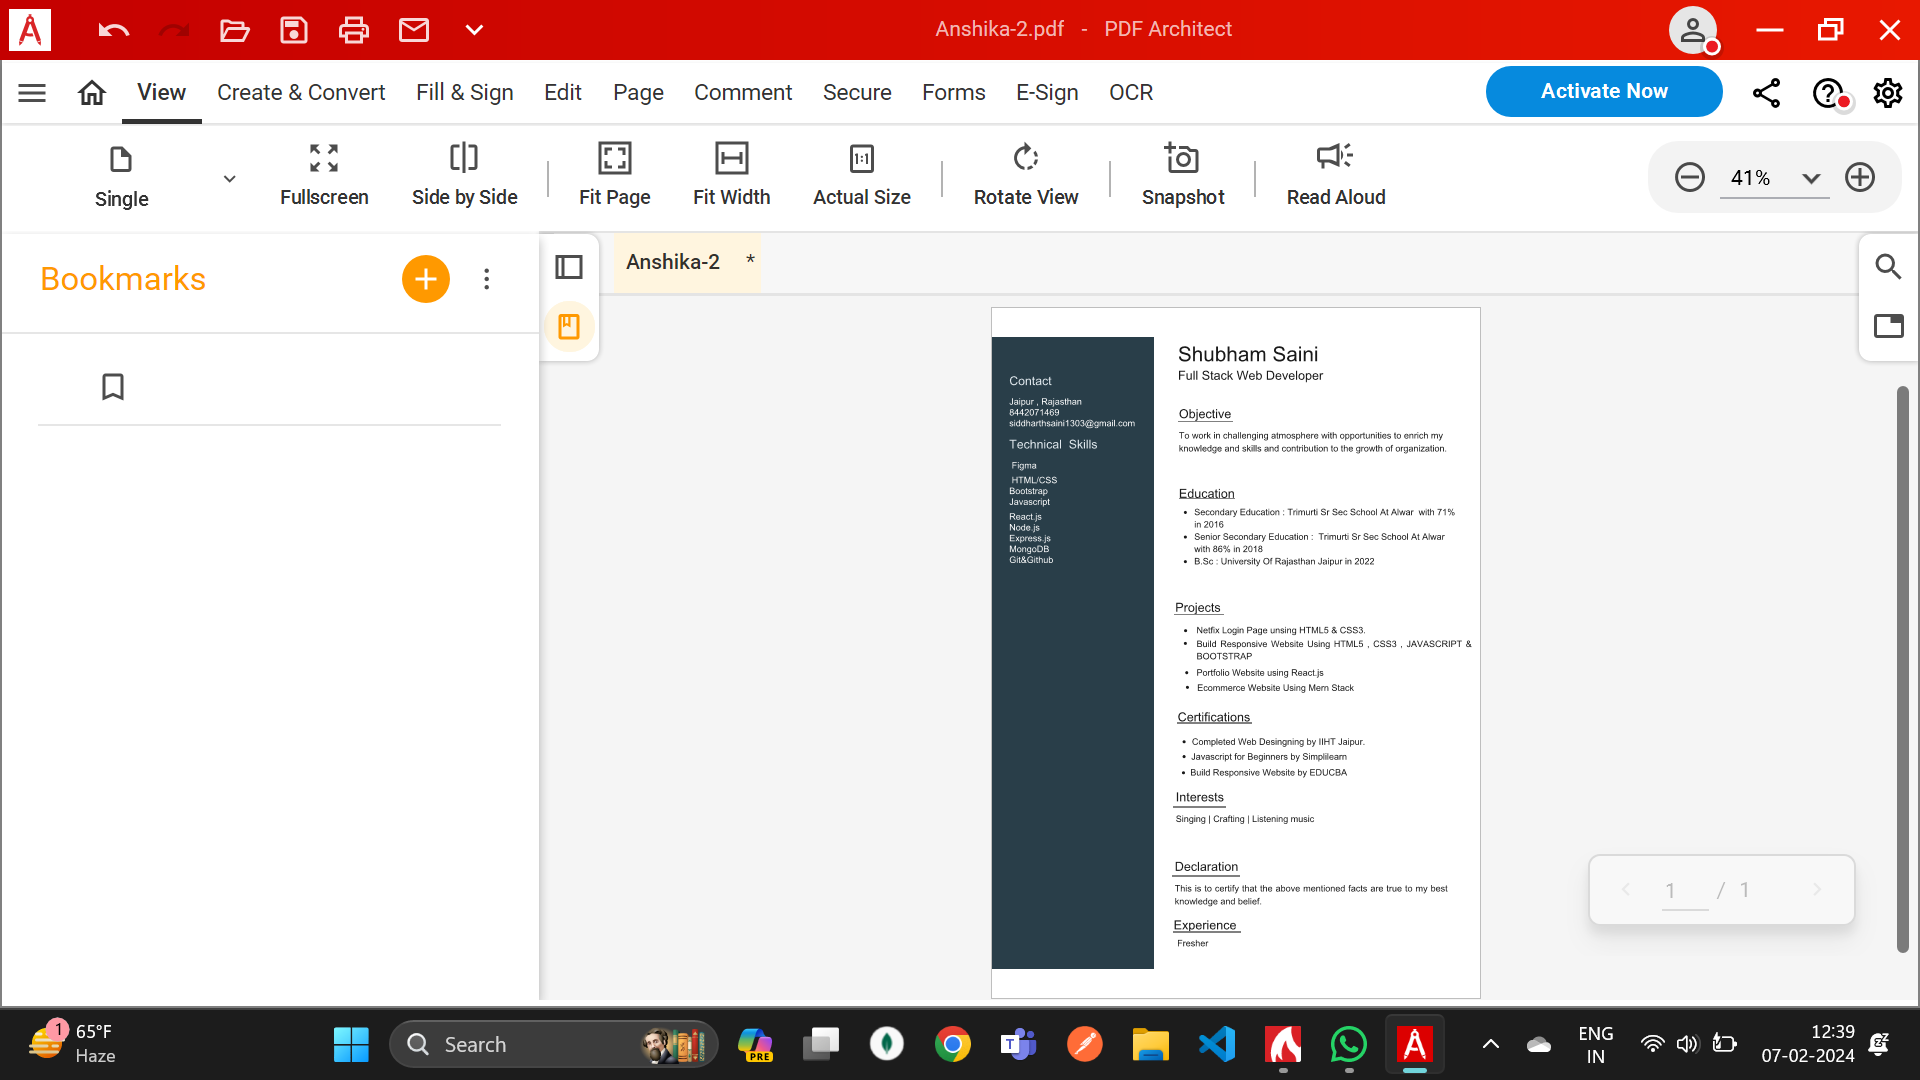 Anshika-2.pdf - PDF Architect
View Create & Convert Fill & Sign Edit Page Comment Secure Forms E-Sign OCR Activate Now
Single Fullscreen Side by Side Fit Page Fit Width Actual Size Rotate View Snapshot Read Aloud 41%
1:1
Bookmarks
Anshika-2 *
Contact
Jaipur , Rajasthan
8442071469
siddharthsaini1303@gmail.com
Technical Skills
Figma
HTML/CSS
Bootstrap
Javascript
React.js
Node.js
Express.js
MongoDB
Git&Github
Shubham Saini
Full Stack Web Developer
Objective
To work in challenging atmosphere with opportunities to enrich my
knowledge and skills and contribution to the growth of organization.
Education
• Secondary Education : Trimurti Sr Sec School At Alwar with 71%
in 2016
• Senior Secondary Education : Trimurti Sr Sec School At Alwar
with 86% in 2018
• B.Sc : University Of Rajasthan Jaipur in 2022
Projects
• Netfix Login Page unsing HTML5 & CSS3.
• Build Responsive Website Using HTML5 , CSS3 , JAVASCRIPT &
BOOTSTRAP
• Portfolio Website using React.js
• Ecommerce Website Using Mern Stack
Certifications
• Completed Web Desingning by IIHT Jaipur.
• Javascript for Beginners by Simplilearn
• Build Responsive Website by EDUCBA
Interests
Singing | Crafting | Listening music
Declaration
This is to certify that the above mentioned facts are true to my best
knowledge and belief.
Experience
Fresher
1 / 1
1
65°F
Haze
Search
PRE
ENG
IN
12:39
07-02-2024